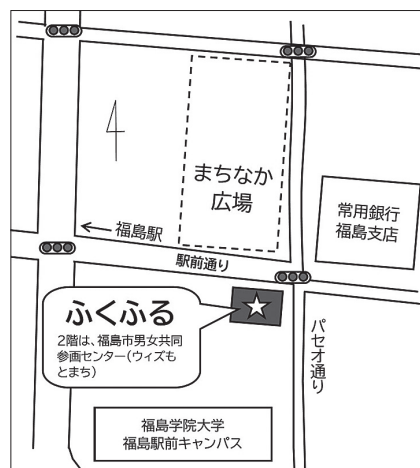 まちなか
広場
常用銀行
福島支店
福島駅
駅前通り
ふくふる
2階は、福島市男女共同
参画センター(ウィズも
とまち)
パセオ通り
福島学院大学
福島駅前キャンパス